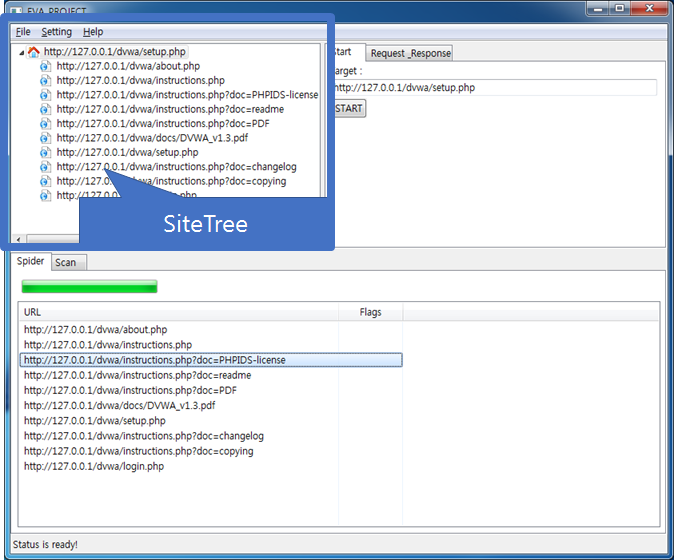 EVA_PROJECT
File Setting Help
http://127.0.0.1/dvwa/setup.php
http://127.0.0.1/dvwa/about.php
http://127.0.0.1/dvwa/instructions.php
http://127.0.0.1/dvwa/instructions.php?doc=PHPIDS-license
http://127.0.0.1/dvwa/instructions.php?doc=readme
http://127.0.0.1/dvwa/instructions.php?doc=PDF
http://127.0.0.1/dvwa/docs/DVWA_v1.3.pdf
http://127.0.0.1/dvwa/setup.php
http://127.0.0.1/dvwa/instructions.php?doc=changelog
http://127.0.0.1/dvwa/instructions.php?doc=copying
SiteTree
Start Request_Response
Target :
http://127.0.0.1/dvwa/setup.php
START
Spider Scan
URL Flags
http://127.0.0.1/dvwa/about.php
http://127.0.0.1/dvwa/instructions.php
http://127.0.0.1/dvwa/instructions.php?doc=PHPIDS-license
http://127.0.0.1/dvwa/instructions.php?doc=readme
http://127.0.0.1/dvwa/instructions.php?doc=PDF
http://127.0.0.1/dvwa/docs/DVWA_v1.3.pdf
http://127.0.0.1/dvwa/setup.php
http://127.0.0.1/dvwa/instructions.php?doc=changelog
http://127.0.0.1/dvwa/instructions.php?doc=copying
http://127.0.0.1/dvwa/login.php
Status is ready!